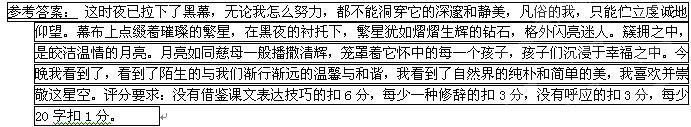 参考答案： 这时夜已拉下了黑幕，无论我怎么努力，都不能洞穿它的深邃和静美，凡俗的我，只能伫立虔诚地
仰望。幕布上点缀着璀璨的繁星，在黑夜的衬托下，繁星犹如熠熠生辉的钻石，格外闪亮迷人。簇拥之中，
是皎洁温情的月亮。月亮如同慈母一般播撒清辉，笼罩着它怀中的每一个孩子，孩子们沉浸于幸福之中。今
晚我看到了，看到了陌生的与我们渐行渐远的温馨与和谐，我看到了自然界的纯朴和简单的美，我喜欢并崇
敬这星空。评分要求：没有借鉴课文表达技巧的扣 6 分，每少一种修辞的扣 3 分，没有呼应的扣 3 分，每少
20 字扣 1 分。